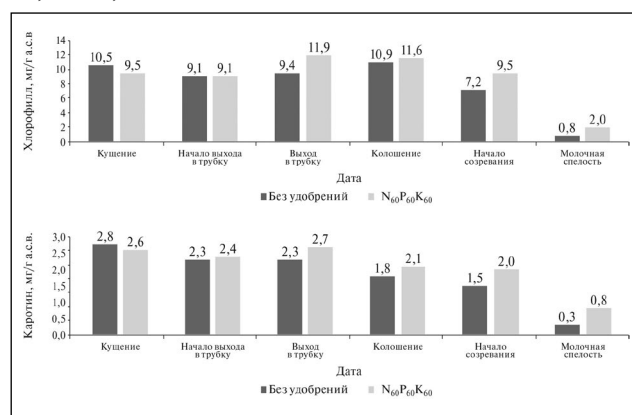 Хлорофилл, мг/г а.с.в.
14
12
10
8
6
4
2
0
10,5 9,5 9,1 9,1 9,4 11,9 10,9 11,6 7,2 9,5 0,8 2,0
Кущение Начало выхода Выход Колошение Начало Молочная
в трубку в трубку созревания спелость
Дата
Без удобрений N60P60K60
Каротин, мг/г а.с.в.
3,0
2,5
2,0
1,5
1,0
0,5
0,0
2,8 2,6 2,3 2,4 2,3 2,7 1,8 2,1 1,5 2,0 0,3 0,8
Кущение Начало выхода Выход Колошение Начало Молочная
в трубку в трубку созревания спелость
Дата
Без удобрений N60P60K60